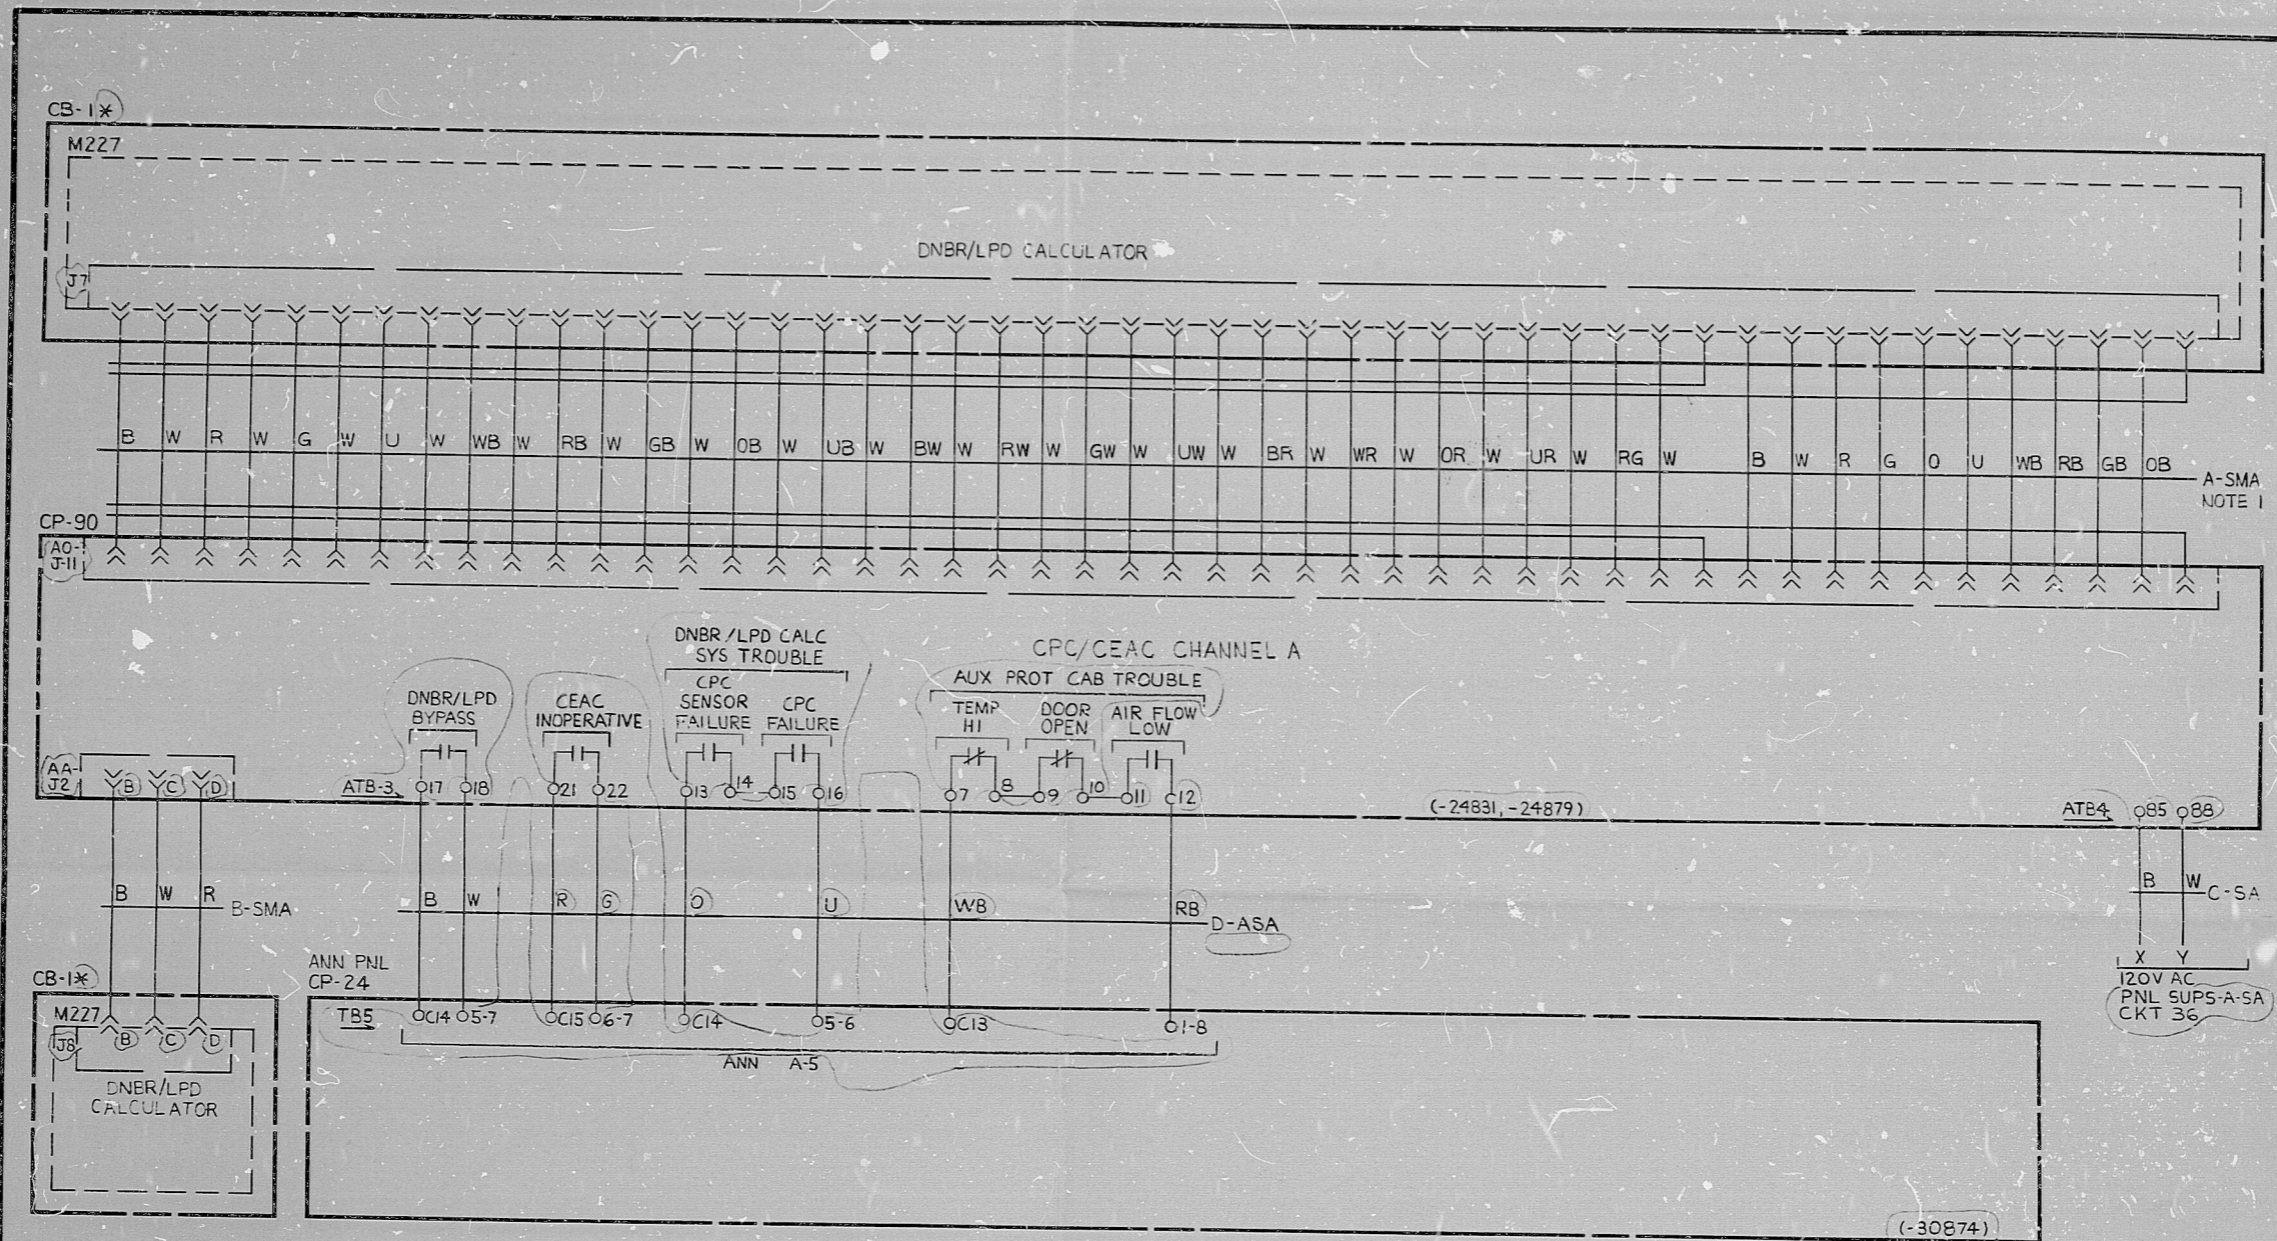 CB-1*
M227
DNBR/LPD CALCULATOR
J7
B W R W G W U W WB W RB W GB W OB W UB W BW W RW W GW W UW W BR W WR W OR W UR W RG W B W R G O U WB RB GB OB
A-SMA
NOTE 1
CP-90
AO-
J-11
DNBR/LPD CALC
SYS TROUBLE
CPC/CEAC CHANNEL A
AUX PROT CAB TROUBLE
DNBR/LPD
BYPASS
CEAC
INOPERATIVE
CPC
SENSOR
FAILURE
CPC
FAILURE
TEMP
HI
DOOR
OPEN
AIR FLOW
LOW
AA-
J2
B C D
ATB-3 17 18 21 22 13 14 15 16 7 8 9 10 11 12
(-24831, -24879)
ATB4 85 88
B W R
B-SMA
B W R G O U WB RB
D-ASA
B W
C-SA
X Y
120V AC
PNL SUPS-A-SA
CKT 36
CB-1*
M227
J8
B C D
DNBR/LPD
CALCULATOR
ANN PNL
CP-24
TB5 C14 5-7 C15 6-7 C14 5-6 C13 1-8
ANN A-5
(-30874)